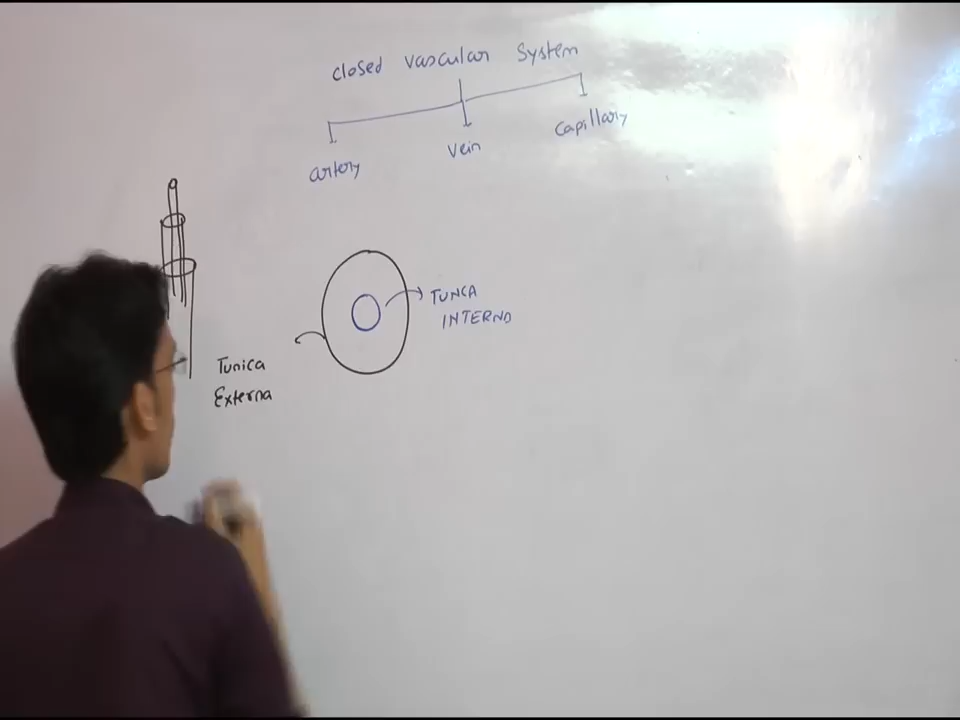 closed vascular System
artery
vein
capillary
TUNCA
INTERNO
Tunica
Externa